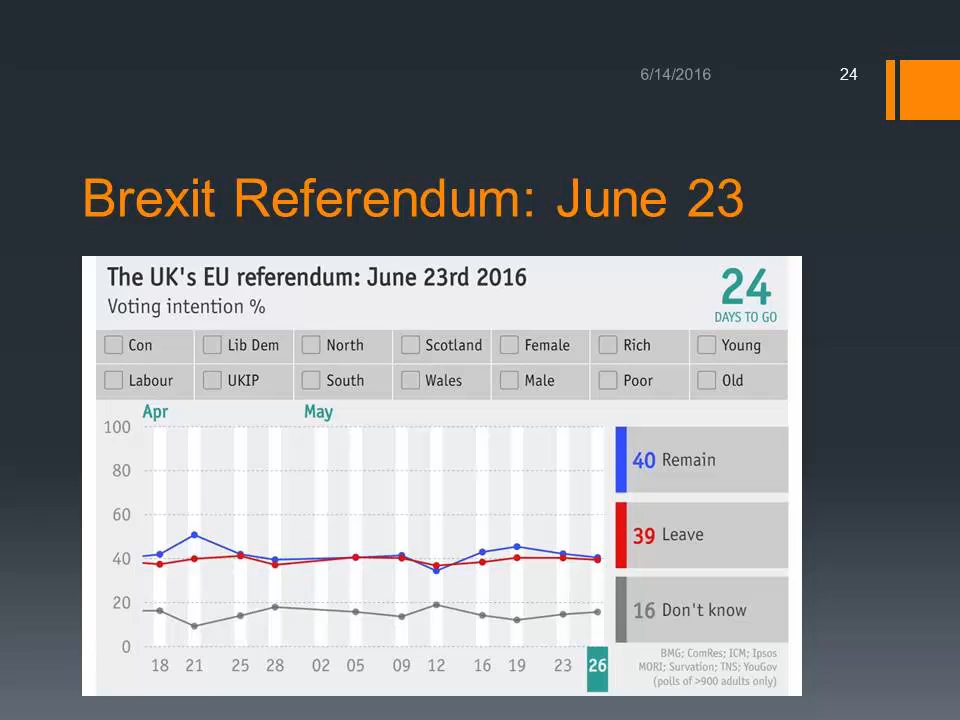 6/14/2016 24
Brexit Referendum: June 23
The UK's EU referendum: June 23rd 2016
Voting intention %
24
DAYS TO GO
Con Lib Dem North Scotland Female Rich Young
Labour UKIP South Wales Male Poor Old
Apr May
100
80
60
40
20
0
18 21 25 28 02 05 09 12 16 19 23 26
40 Remain
39 Leave
16 Don't know
BMG; ComRes; ICM; Ipsos
MORI; Survation; TNS; YouGov
(polls of >900 adults only)